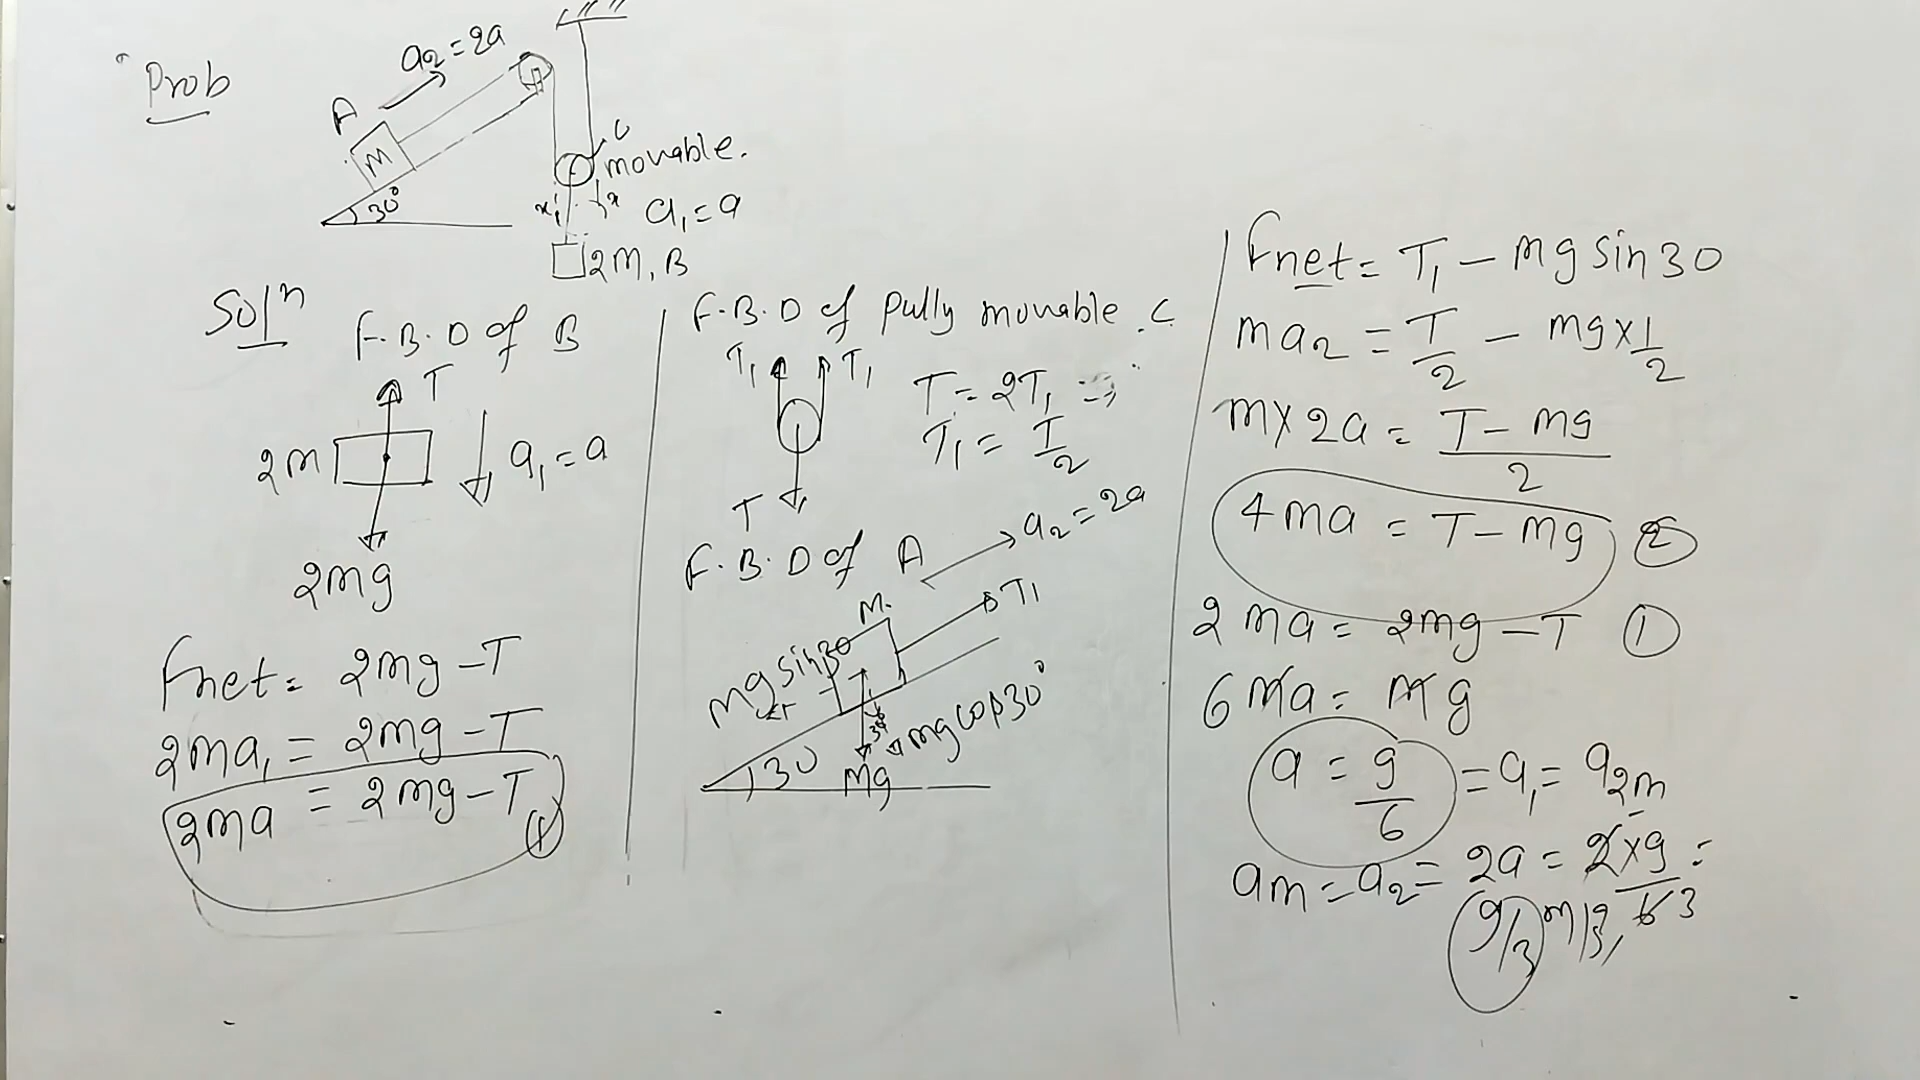 Prob
a₂ = 2a
A
M
30°
C
movable.
x
x
a₁ = a
2M, B
Solⁿ
F.B.D of B
T
2M
a₁ = a
2mg
Fnet = 2mg - T
2ma₁ = 2mg - T
2ma = 2mg - T ①
F.B.D of Pully movable .C
T₁ T₁
T = 2T₁ ⇒
T₁ = T/2
T
F.B.D of A
a₂ = 2a
M.
T₁
mg sin30
30
mg cos30°
30
Mg
Fnet = T₁ - mg sin30
ma₂ = T/2 - mg x 1/2
m x 2a = (T - mg)/2
4ma = T - mg ②
2ma = 2mg - T ①
6ma = mg
a = g/6 = a₁ = a₂m
am = a₂ = 2a = 2xg/6 3 =
g/3 m/s²